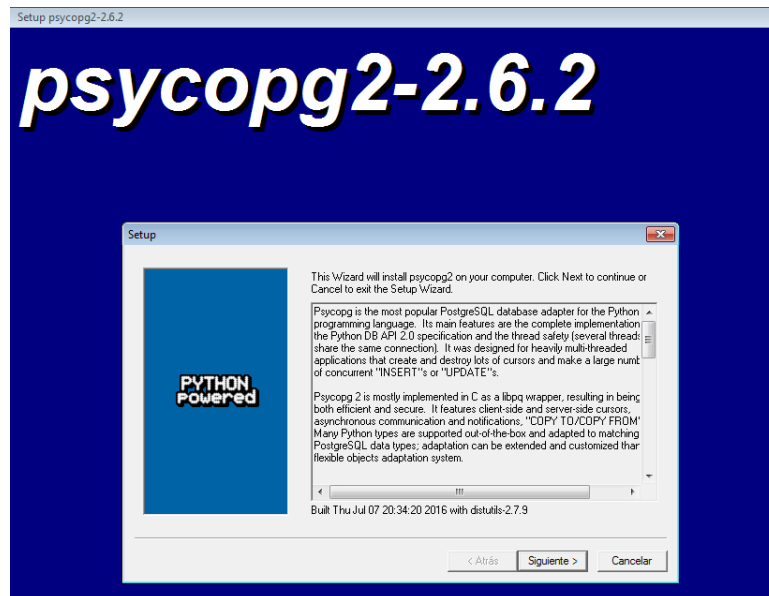 Setup psycopg2-2.6.2
psycopg2-2.6.2
Setup
This Wizard will install psycopg2 on your computer. Click Next to continue or
Cancel to exit the Setup Wizard.
Psycopg is the most popular PostgreSQL database adapter for the Python
programming language. Its main features are the complete implementation
the Python DB API 2.0 specification and the thread safety (several threads
share the same connection). It was designed for heavily multi-threaded
applications that create and destroy lots of cursors and make a large numb
of concurrent "INSERT"s or "UPDATE"s.
Psycopg 2 is mostly implemented in C as a libpq wrapper, resulting in being
both efficient and secure. It features client-side and server-side cursors,
asynchronous communication and notifications, "COPY TO/COPY FROM"
Many Python types are supported out-of-the-box and adapted to matching
PostgreSQL data types; adaptation can be extended and customized than
flexible objects adaptation system.
PYTHON
Powered
Built Thu Jul 07 20:34:20 2016 with distutils-2.7.9
< Atrás
Siguiente >
Cancelar